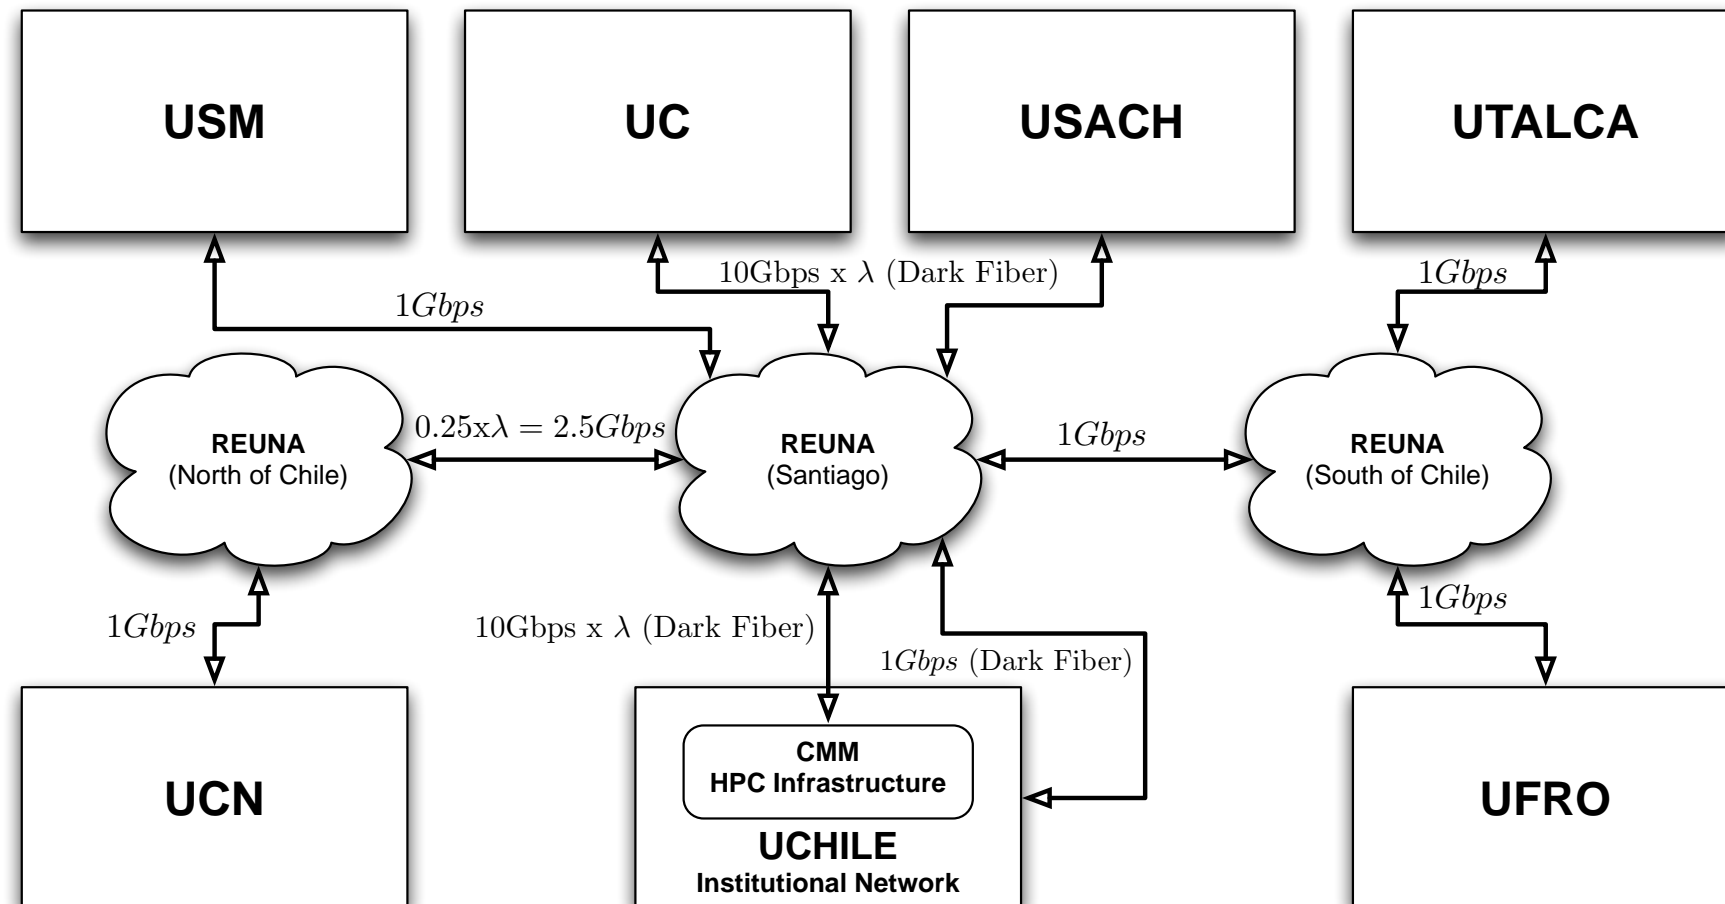 USM
UC
USACH
UTALCA
10Gbps x λ (Dark Fiber)
1Gbps
1Gbps
REUNA
(North of Chile)
0.25xλ = 2.5Gbps
REUNA
(Santiago)
1Gbps
REUNA
(South of Chile)
1Gbps
10Gbps x λ (Dark Fiber)
1Gbps (Dark Fiber)
1Gbps
UCN
CMM
HPC Infrastructure
UCHILE
Institutional Network
UFRO